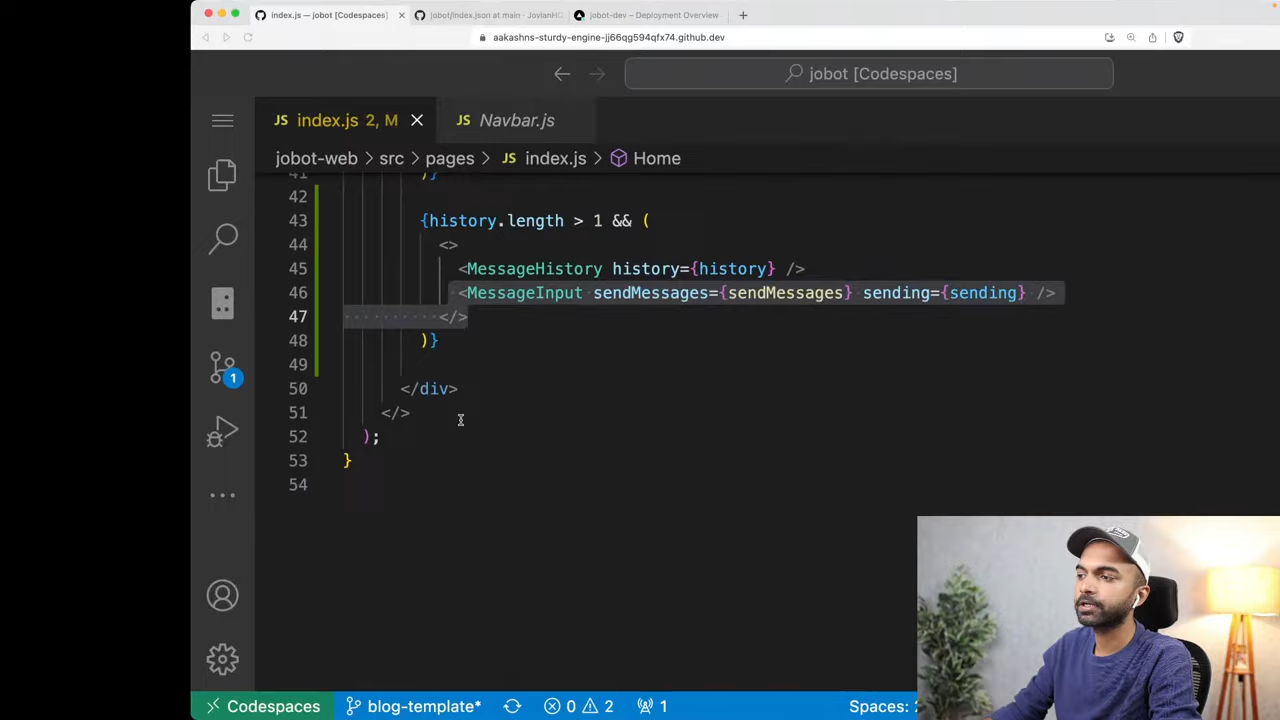 index.js — jobot [Codespaces]
jobot/index.json at main · JovianHQ
jobot-dev – Deployment Overview
aakashns-sturdy-engine-jj66qg594qfx74.github.dev
jobot [Codespaces]
JS index.js 2, M
JS Navbar.js
jobot-web > src > pages > JS index.js > Home
41 )}
42
43 {history.length > 1 && (
44 <>
45 <MessageHistory history={history} />
46 <MessageInput sendMessages={sendMessages} sending={sending} />
47 </>
48 )}
49
50 </div>
51 </>
52 );
53 }
54
1
Codespaces
blog-template*
0
2
1
Spaces: